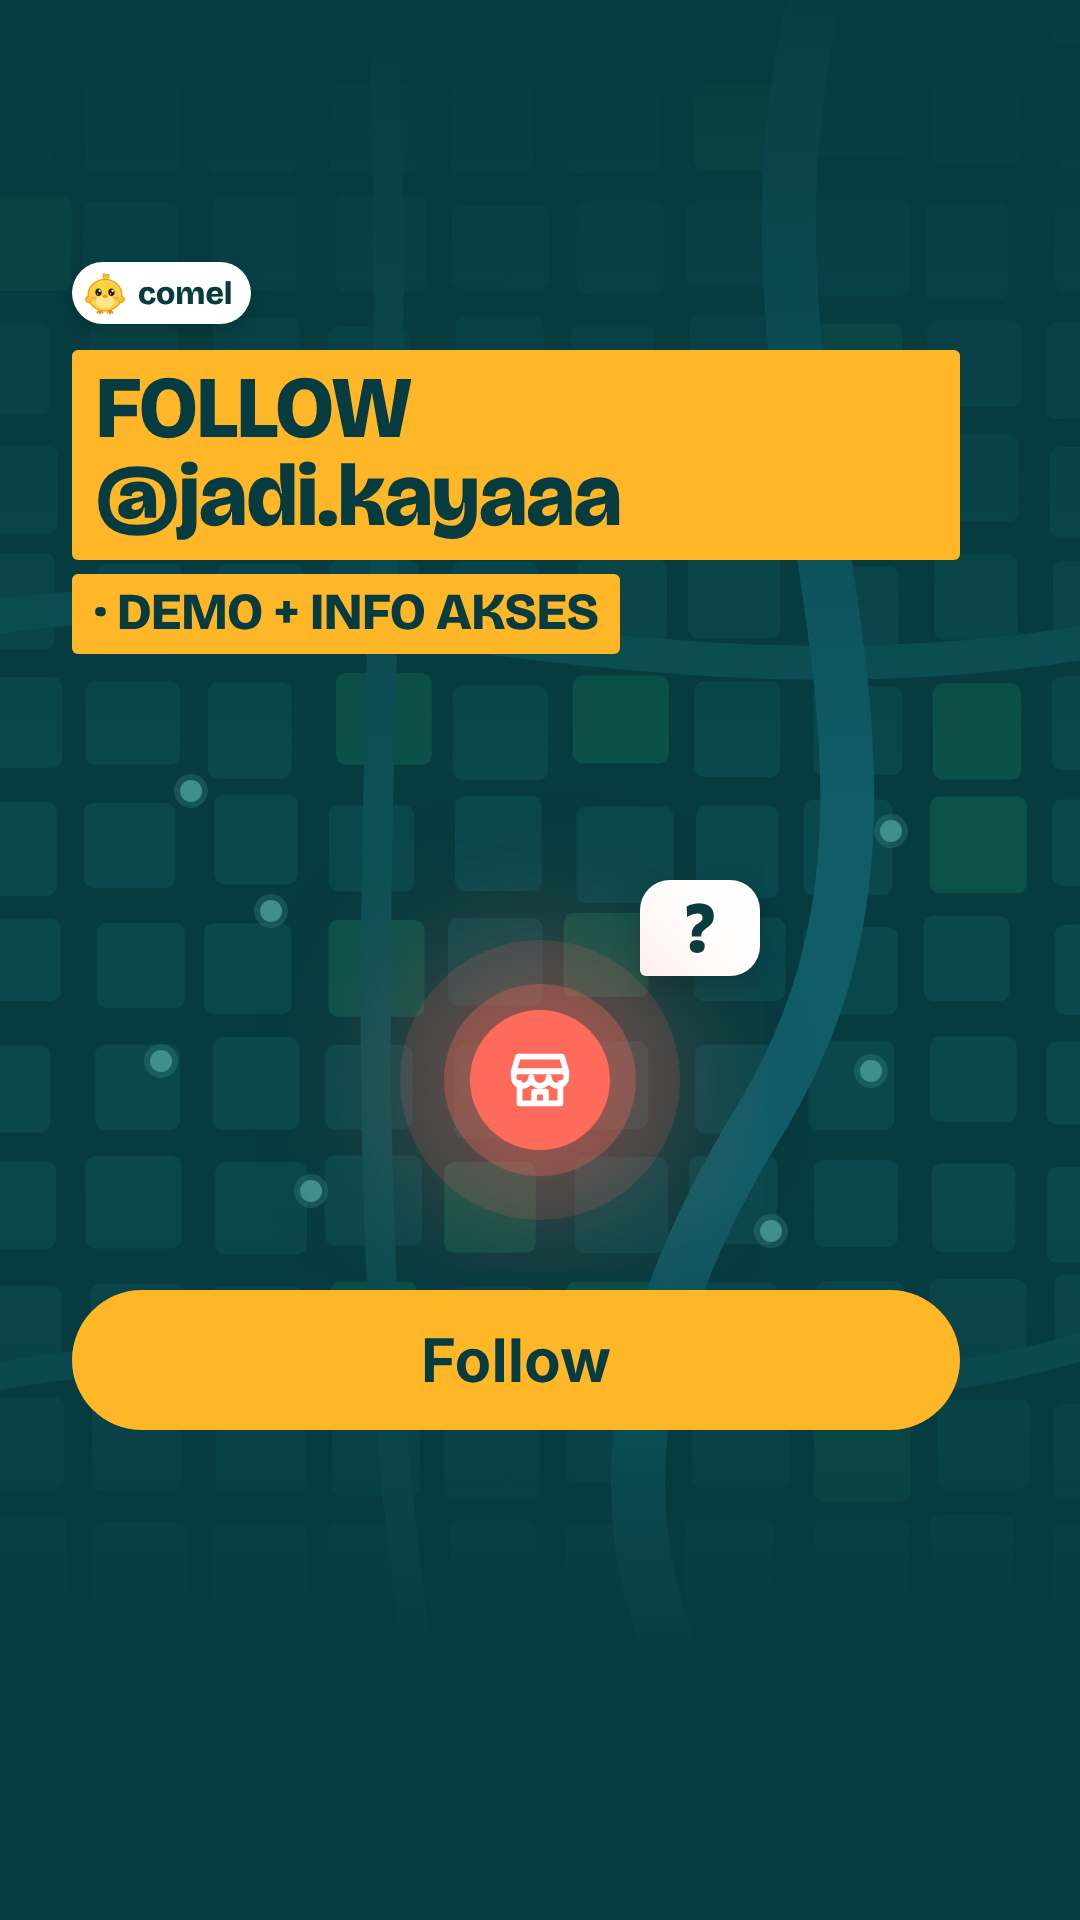 comel
FOLLOW
@jadi.kayaaa
· DEMO + INFO AKSES
?
Follow